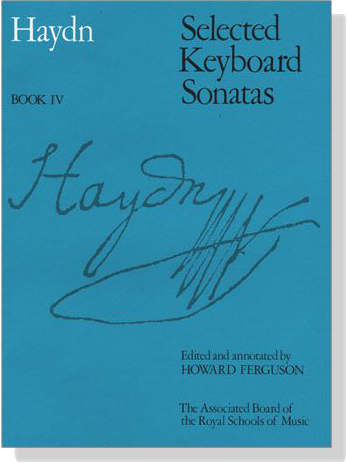 Haydn
Selected
Keyboard
Sonatas
BOOK IV
Haydn
Edited and annotated by
HOWARD FERGUSON
The Associated Board of
the Royal Schools of Music